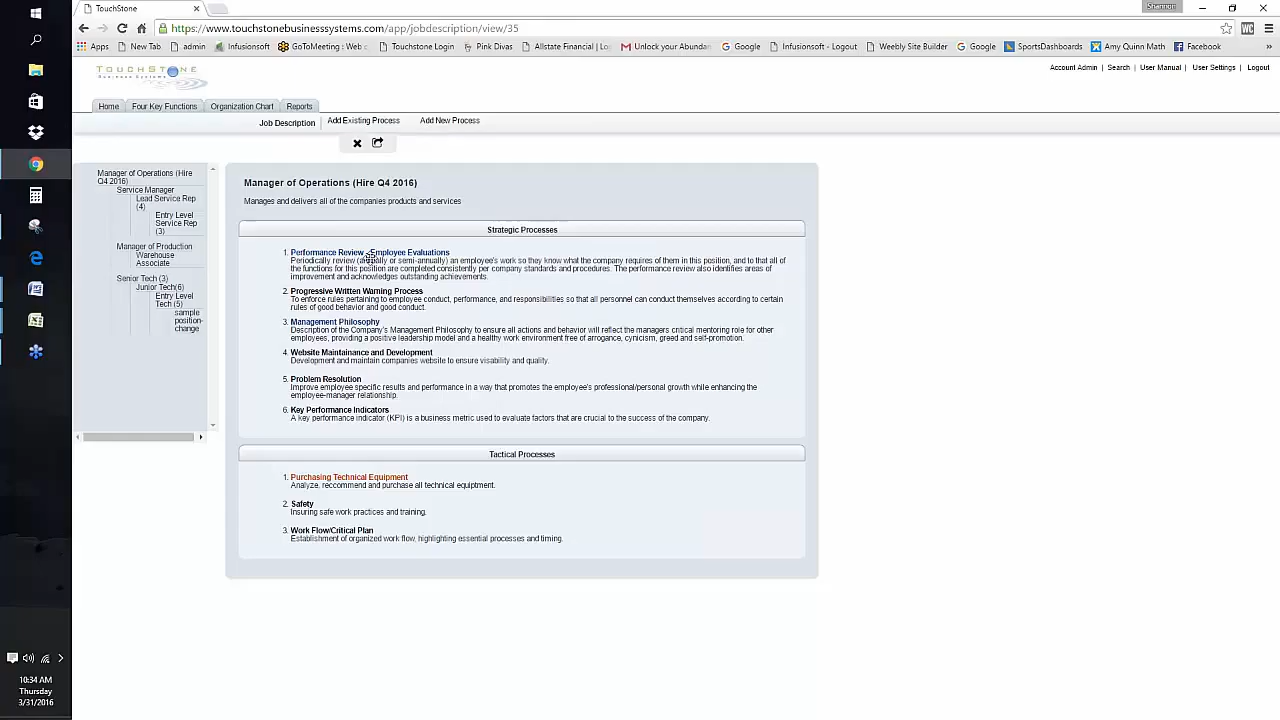 TouchStone
Shannon
https://www.touchstonebusinesssystems.com/app/jobdescription/view/35
Apps New Tab admin Infusionsoft GoToMeeting : Web c Touchstone Login Pink Divas Allstate Financial | Lo Unlock your Abundan Google Infusionsoft - Logout Weebly Site Builder Google SportsDashboards Amy Quinn Math Facebook »
TOUCHSTONE
Business Systems
Account Admin | Search | User Manual | User Settings | Logout
Home Four Key Functions Organization Chart Reports
Job Description Add Existing Process Add New Process
Manager of Operations (Hire
Q4 2016)
Service Manager
Lead Service Rep
(4)
Entry Level
Service Rep
(3)
Manager of Production
Warehouse
Associate
Senior Tech (3)
Junior Tech(6)
Entry Level
Tech (5)
sample
position-
change
Manager of Operations (Hire Q4 2016)
Manages and delivers all of the companies products and services
Strategic Processes
1. Performance Review - Employee Evaluations
Periodically review (annually or semi-annually) an employee's work so they know what the company requires of them in this position, and to that all of
the functions for this position are completed consistently per company standards and procedures. The performance review also identifies areas of
improvement and acknowledges outstanding achievements.
2. Progressive Written Warning Process
To enforce rules pertaining to employee conduct, performance, and responsibilities so that all personnel can conduct themselves according to certain
rules of good behavior and good conduct.
3. Management Philosophy
Description of the Company's Management Philosophy to ensure all actions and behavior will reflect the managers critical mentoring role for other
employees, providing a positive leadership model and a healthy work environment free of arrogance, cynicism, greed and self-promotion.
4. Website Maintainance and Development
Development and maintain companies website to ensure visability and quality.
5. Problem Resolution
Improve employee specific results and performance in a way that promotes the employee's professional/personal growth while enhancing the
employee-manager relationship.
6. Key Performance Indicators
A key performance indicator (KPI) is a business metric used to evaluate factors that are crucial to the success of the company.
Tactical Processes
1. Purchasing Technical Equipment
Analyze, reccommend and purchase all technical equipment.
2. Safety
Insuring safe work practices and training.
3. Work Flow/Critical Plan
Establishment of organized work flow, highlighting essential processes and timing.
10:34 AM
Thursday
3/31/2016